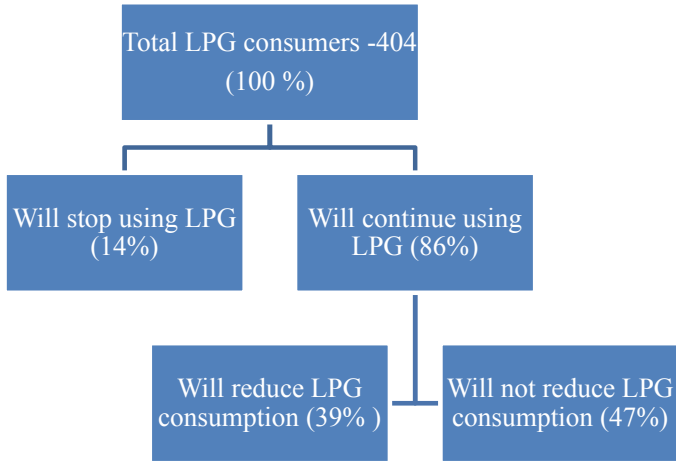 Total LPG consumers -404
(100 %)
Will stop using LPG
(14%)
Will continue using
LPG (86%)
Will reduce LPG
consumption (39% )
Will not reduce LPG
consumption (47%)